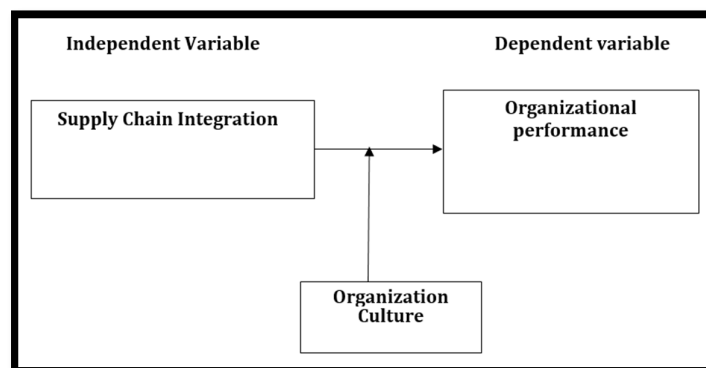 Independent Variable
Dependent variable
Supply Chain Integration
Organizational
performance
Organization
Culture